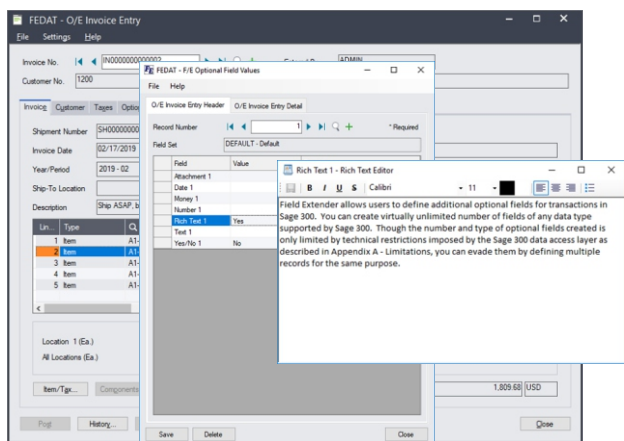 FEDAT - O/E Invoice Entry
File Settings Help
Invoice No. IN0000000000002 ADMIN
Customer No. 1200
Invoice Customer Taxes
Shipment Number
Invoice Date 02/17/2019
Year/Period 2019 - 02
Ship-To Location
Description Ship ASAP,
Lin... Type
1 Item A1-
2 Item A1-
3 Item A1-
4 Item A1-
5 Item A1-
Location 1 (Ea.)
All Locations (Ea.)
Item/Tax... Components
1,809.68 USD
Post History... Close
FEDAT - F/E Optional Field Values
File Help
O/E Invoice Entry Header O/E Invoice Entry Detail
Record Number 1 * Required
Field Set DEFAULT - Default
Field Value
Attachment 1
Date 1
Money 1
Number 1
Rich Text 1 Yes
Text 1
Yes/No 1 No
Save Delete Close
Rich Text 1 - Rich Text Editor
B I U S Calibri 11
Field Extender allows users to define additional optional fields for transactions in
Sage 300. You can create virtually unlimited number of fields of any data type
supported by Sage 300. Though the number and type of optional fields created is
only limited by technical restrictions imposed by the Sage 300 data access layer as
described in Appendix A - Limitations, you can evade them by defining multiple
records for the same purpose.